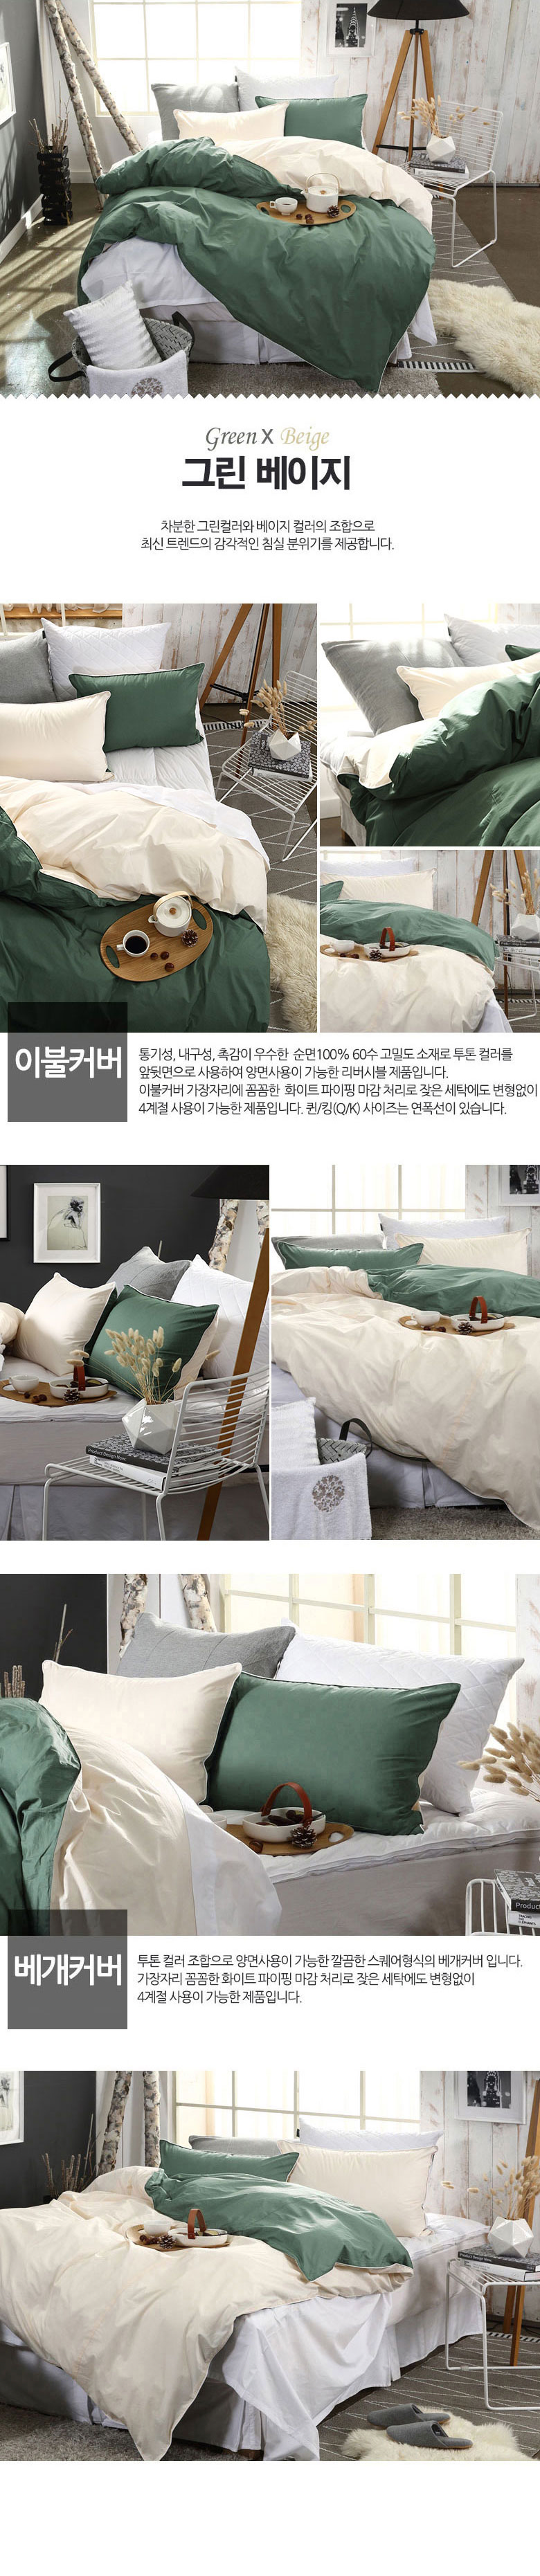 Green X Beige
그린 베이지
차분한 그린컬러와 베이지 컬러의 조합으로
최신 트렌드의 감각적인 침실 분위기를 제공합니다.
이불커버
통기성, 내구성, 촉감이 우수한 순면100% 60수 고밀도 소재로 투톤 컬러를
앞뒷면으로 사용하여 양면사용이 가능한 리버시블 제품입니다.
이불커버 가장자리에 꼼꼼한 화이트 파이핑 마감 처리로 잦은 세탁에도 변형없이
4계절 사용이 가능한 제품입니다. 퀸/킹(Q/K) 사이즈는 연폭선이 있습니다.
Product Design Now
Product
베개커버
투톤 컬러 조합으로 양면사용이 가능한 깔끔한 스퀘어형식의 베개커버 입니다.
가장자리 꼼꼼한 화이트 파이핑 마감 처리로 잦은 세탁에도 변형없이
4계절 사용이 가능한 제품입니다.